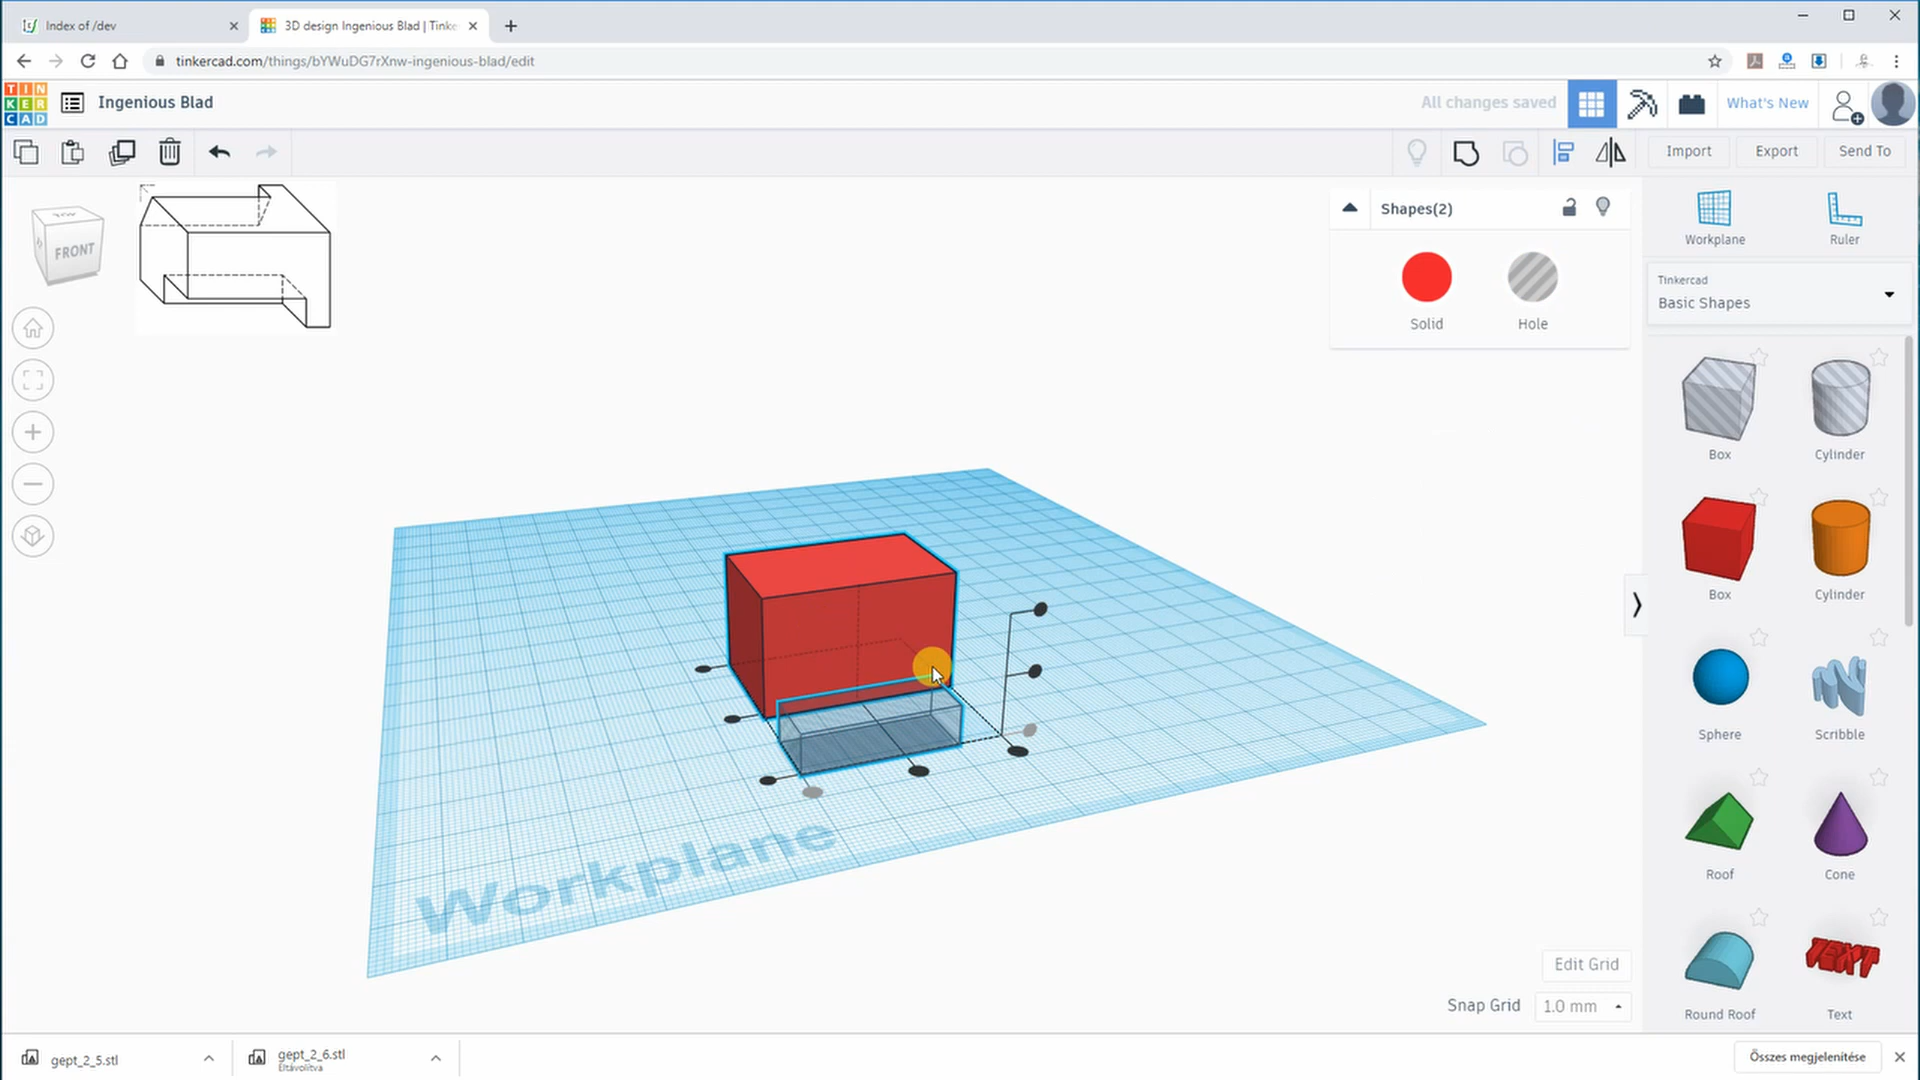 Index of /dev
3D design Ingenious Blad | Tinke
tinkercad.com/things/bYWuDG7rXnw-ingenious-blad/edit
TIN
KER
CAD
Ingenious Blad
All changes saved
What's New
Import
Export
Send To
TOP
FRONT
Shapes(2)
Solid
Hole
Workplane
Ruler
Tinkercad
Basic Shapes
Box
Cylinder
Box
Cylinder
Sphere
Scribble
Roof
Cone
TEXT
Round Roof
Text
Workplane
Edit Grid
Snap Grid
1.0 mm
gept_2_5.stl
gept_2_6.stl
Eltávolítva
Összes megjelenítése